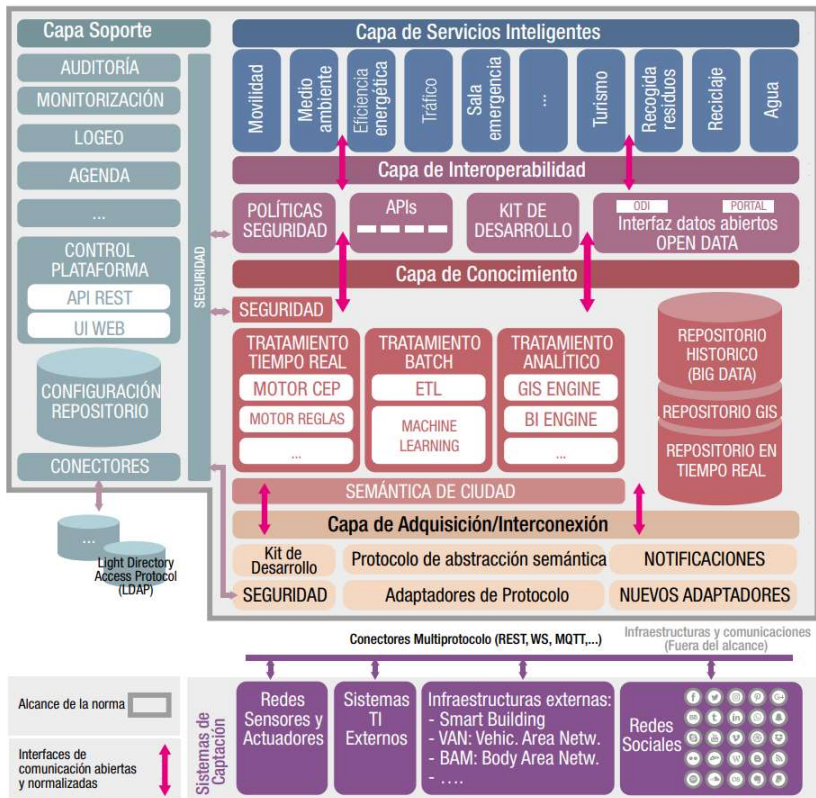 Capa Soporte
AUDITORÍA
MONITORIZACIÓN
LOGEO
AGENDA
...
CONTROL
PLATAFORMA
API REST
UI WEB
CONFIGURACIÓN
REPOSITORIO
CONECTORES
SEGURIDAD
...
Light Directory
Access Protocol
(LDAP)
Capa de Servicios Inteligentes
Movilidad
Medio
ambiente
Eficiencia
energética
Tráfico
Sala
emergencia
...
Turismo
Recogida
residuos
Reciclaje
Agua
Capa de Interoperabilidad
POLÍTICAS
SEGURIDAD
APIs
KIT DE
DESARROLLO
ODI
PORTAL
Interfaz datos abiertos
OPEN DATA
Capa de Conocimiento
SEGURIDAD
TRATAMIENTO
TIEMPO REAL
MOTOR CEP
MOTOR REGLAS
...
TRATAMIENTO
BATCH
ETL
MACHINE
LEARNING
TRATAMIENTO
ANALÍTICO
GIS ENGINE
BI ENGINE
...
REPOSITORIO
HISTORICO
(BIG DATA)
REPOSITORIO GIS
REPOSITORIO EN
TIEMPO REAL
SEMÁNTICA DE CIUDAD
Capa de Adquisición/Interconexión
Kit de
Desarrollo
Protocolo de abstracción semántica
NOTIFICACIONES
SEGURIDAD
Adaptadores de Protocolo
NUEVOS ADAPTADORES
Conectores Multiprotocolo (REST, WS, MQTT,...)
Infraestructuras y comunicaciones
(Fuera del alcance)
Alcance de la norma
Interfaces de
comunicación abiertas
y normalizadas
Sistemas de
Captación
Redes
Sensores y
Actuadores
Sistemas
TI
Externos
Infraestructuras externas:
- Smart Building
- VAN: Vehic. Area Netw.
- BAM: Body Area Netw.
- ....
Redes
Sociales